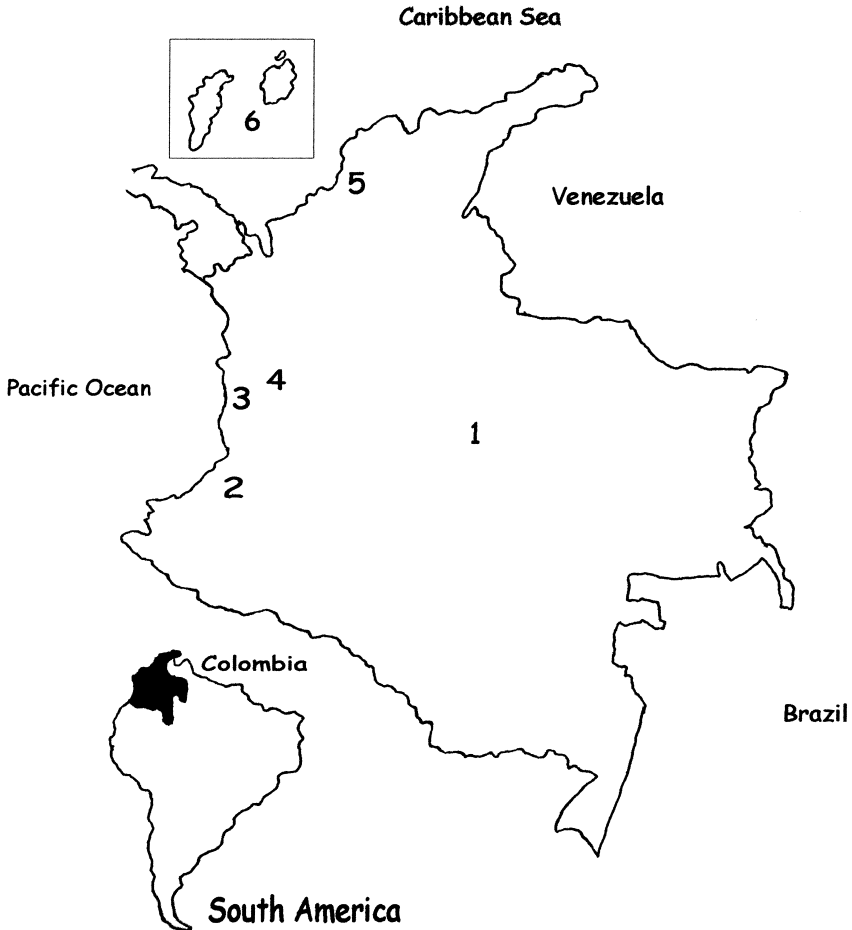 Caribbean Sea
6
5
Venezuela
Pacific Ocean
3
4
1
2
Colombia
Brazil
South America